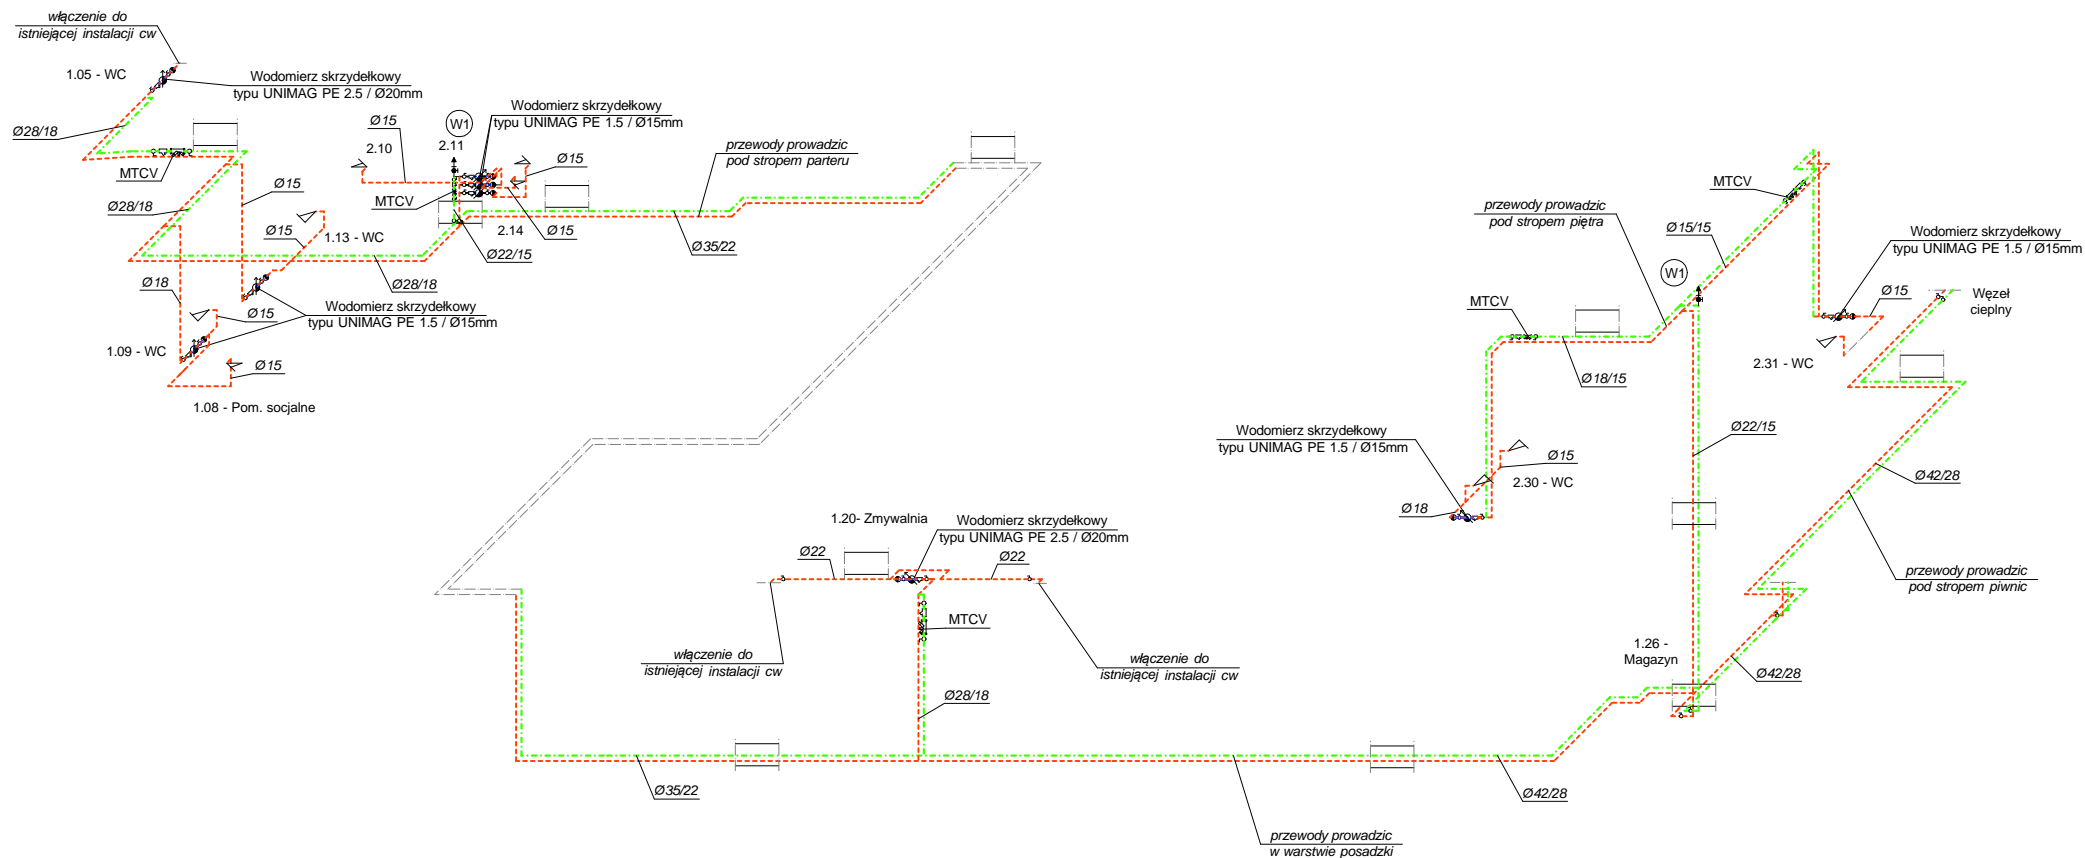 włączenie do
istniejącej instalacji cw
1.05 - WC
Wodomierz skrzydełkowy
typu UNIMAG PE 2.5 / Ø20mm
Ø28/18
MTCV
Ø28/18
Ø15
Ø15
1.13 - WC
Ø18
Ø28/18
Wodomierz skrzydełkowy
typu UNIMAG PE 1.5 / Ø15mm
Ø15
1.09 - WC
Ø15
1.08 - Pom. socjalne
Ø15
2.10
W1
2.11
Wodomierz skrzydełkowy
typu UNIMAG PE 1.5 / Ø15mm
Ø15
MTCV
2.14
Ø15
Ø22/15
przewody prowadzic
pod stropem parteru
Ø35/22
1.20- Zmywalnia
Wodomierz skrzydełkowy
typu UNIMAG PE 2.5 / Ø20mm
Ø22
Ø22
MTCV
włączenie do
istniejącej instalacji cw
włączenie do
istniejącej instalacji cw
Ø28/18
Ø35/22
przewody prowadzic
w warstwie posadzki
Ø42/28
MTCV
przewody prowadzic
pod stropem piętra
Ø15/15
Wodomierz skrzydełkowy
typu UNIMAG PE 1.5 / Ø15mm
W1
MTCV
Ø15
Węzeł
cieplny
2.31 - WC
Ø18/15
Wodomierz skrzydełkowy
typu UNIMAG PE 1.5 / Ø15mm
Ø15
2.30 - WC
Ø18
Ø22/15
Ø42/28
przewody prowadzic
pod stropem piwnic
1.26 -
Magazyn
Ø42/28